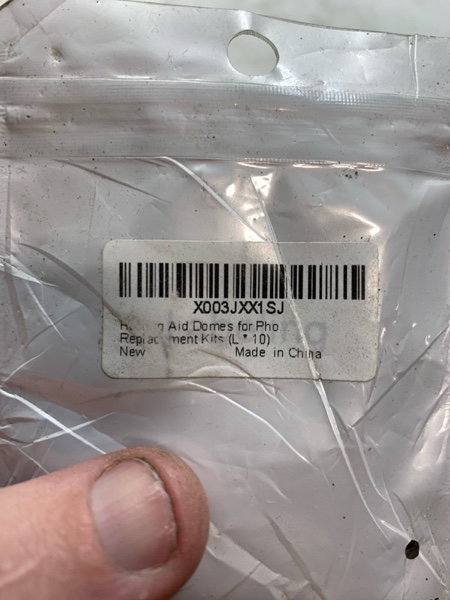 X003JXX1SJ
Aid Domes for Pho
Replacement Kits (L * 10)
New Made in China